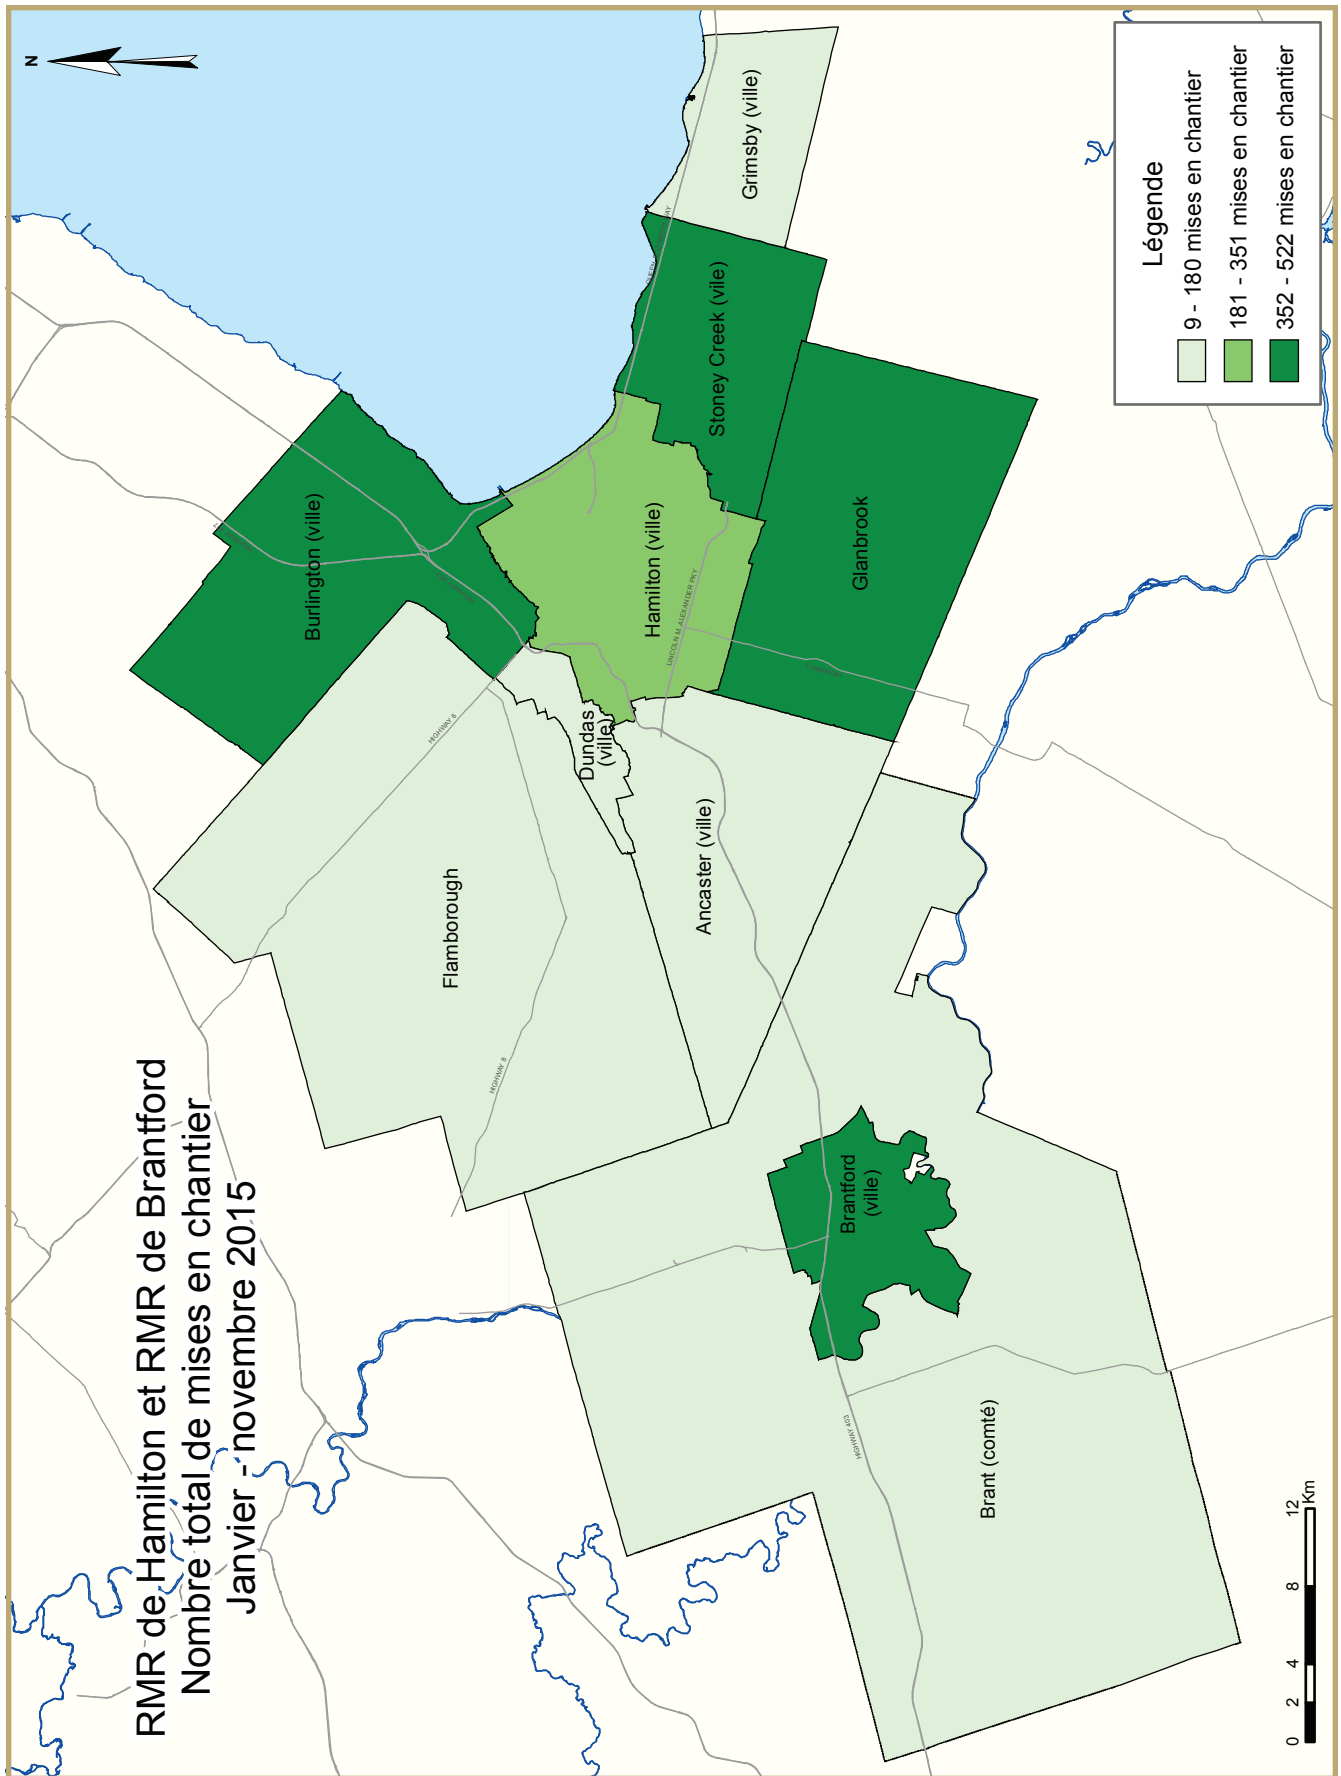 RMR de Hamilton et RMR de Brantford
Nombre total de mises en chantier
Janvier - novembre 2015
N
Burlington (ville)
Flamborough
HIGHWAY 6
HIGHWAY 8
Dundas
(ville)
Hamilton (ville)
LINCOLN M. ALEXANDER PKY
Ancaster (ville)
Stoney Creek (vile)
Grimsby (ville)
Glanbrook
Brantford
(ville)
HIGHWAY 403
Brant (comté)
Légende
9 - 180 mises en chantier
181 - 351 mises en chantier
352 - 522 mises en chantier
0 2 4 8 12
Km